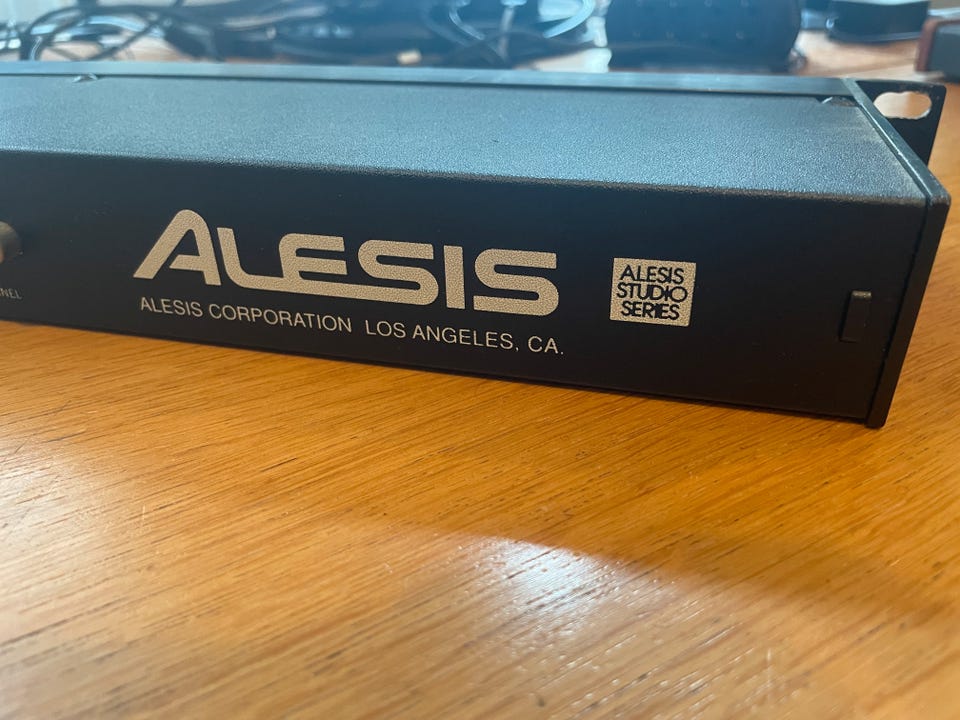 ALESIS
ALESIS CORPORATION LOS ANGELES, CA.
ALESIS
STUDIO
SERIES